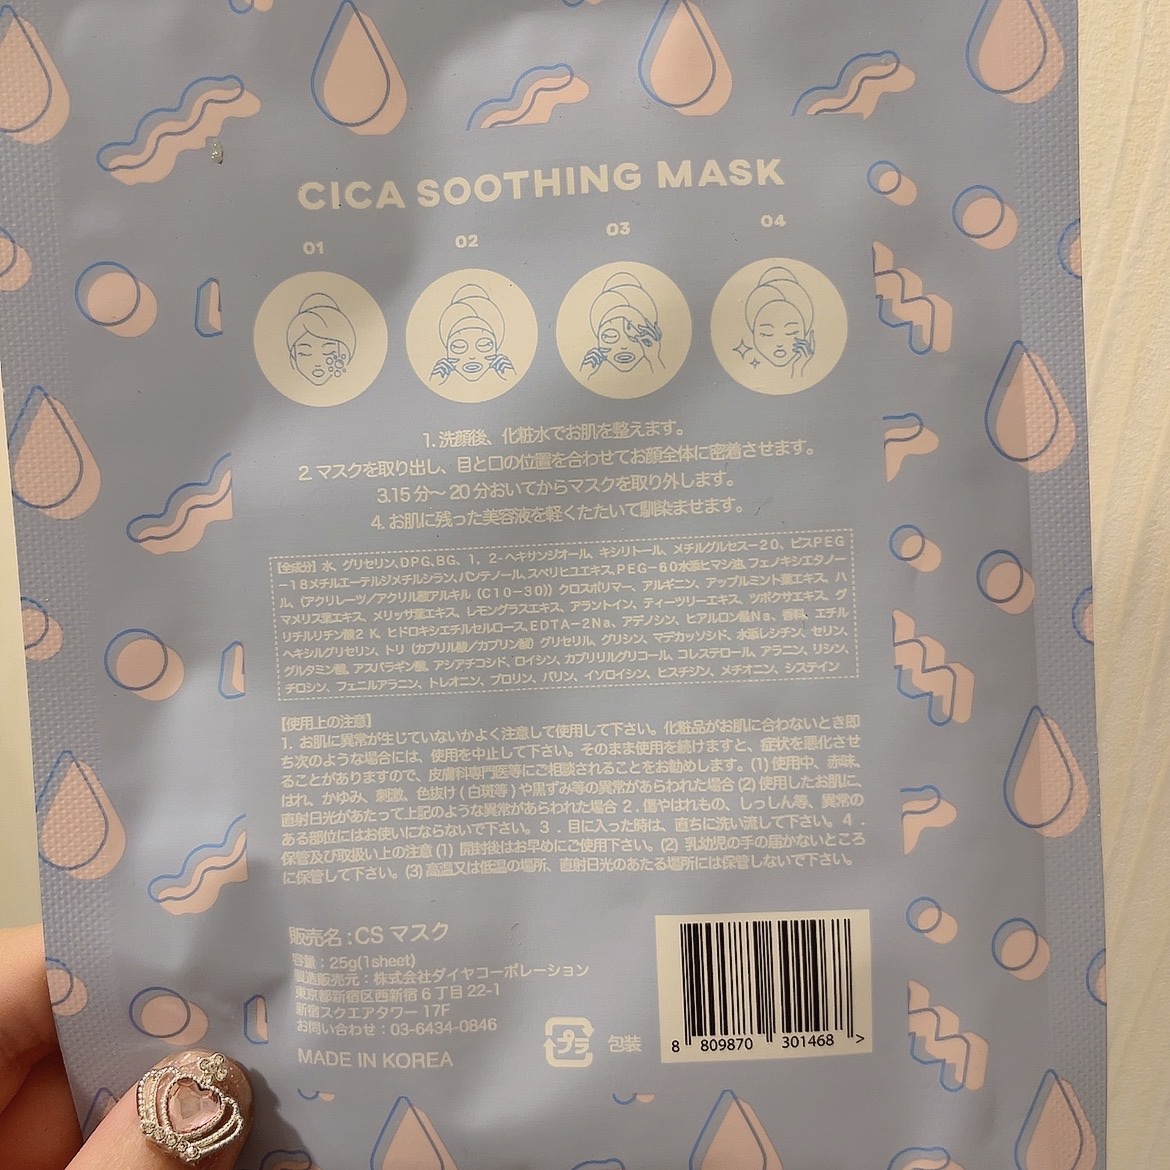 CICA SOOTHING MASK
01 02 03 04
1. 洗顔後、化粧水でお肌を整えます。
2. マスクを取り出し、目と口の位置を合わせてお顔全体に密着させます。
3.15分〜20分おいてからマスクを取り外します。
4. お肌に残った美容液を軽くたたいて馴染ませます。
【全成分】水、グリセリン、DPG、BG、1，2-ヘキサンジオール、キシリトール、メチルグルセス-20、ビスPEG
-18メチルエーテルジメチルシラン、パンテノール、スベリヒユエキス、PEG-60水添ヒマシ油、フェノキシエタノー
ル、(アクリレーツ/アクリル酸アルキル（C10-30））クロスポリマー、アルギニン、アップルミント葉エキス、ハ
マメリス葉エキス、メリッサ葉エキス、レモングラスエキス、アラントイン、ティーツリーエキス、ツボクサエキス、グ
リチルリチン酸2K、ヒドロキシエチルセルロース、EDTA-2Na、アデノシン、ヒアルロン酸Na、香料、エチル
ヘキシルグリセリン、トリ（カプリル酸/カプリン酸）グリセリル、グリシン、マデカッソシド、水添レシチン、セリン、
グルタミン酸、アスパラギン酸、アシアチコシド、ロイシン、カプリリルグリコール、コレステロール、アラニン、リシン、
チロシン、フェニルアラニン、トレオニン、プロリン、バリン、イソロイシン、ヒスチジン、メチオニン、システイン
【使用上の注意】
1. お肌に異常が生じていないかよく注意して使用して下さい。化粧品がお肌に合わないとき即
ち次のような場合には、使用を中止して下さい。そのまま使用を続けますと、症状を悪化させ
ることがありますので、皮膚科専門医等にご相談されることをお勧めします。(1) 使用中、赤味、
はれ、かゆみ、刺激、色抜け(白斑等)や黒ずみ等の異常があらわれた場合 (2) 使用したお肌に、
直射日光があたって上記のような異常があらわれた場合 2．傷やはれもの、しっしん等、異常の
ある部位にはお使いにならないで下さい。3．目に入った時は、直ちに洗い流して下さい。4．
保管及び取扱い上の注意 (1) 開封後はお早めにご使用下さい。(2) 乳幼児の手の届かないところ
に保管して下さい。(3) 高温又は低温の場所、直射日光のあたる場所には保管しないで下さい。
販売名 : CS マスク
容量 : 25g(1sheet)
製造販売元 : 株式会社ダイヤコーポレーション
東京都新宿区西新宿 6 丁目 22-1
新宿スクエアタワー 17F
お問い合わせ : 03-6434-0846
MADE IN KOREA
プラ 包装
8 809870 301468 >